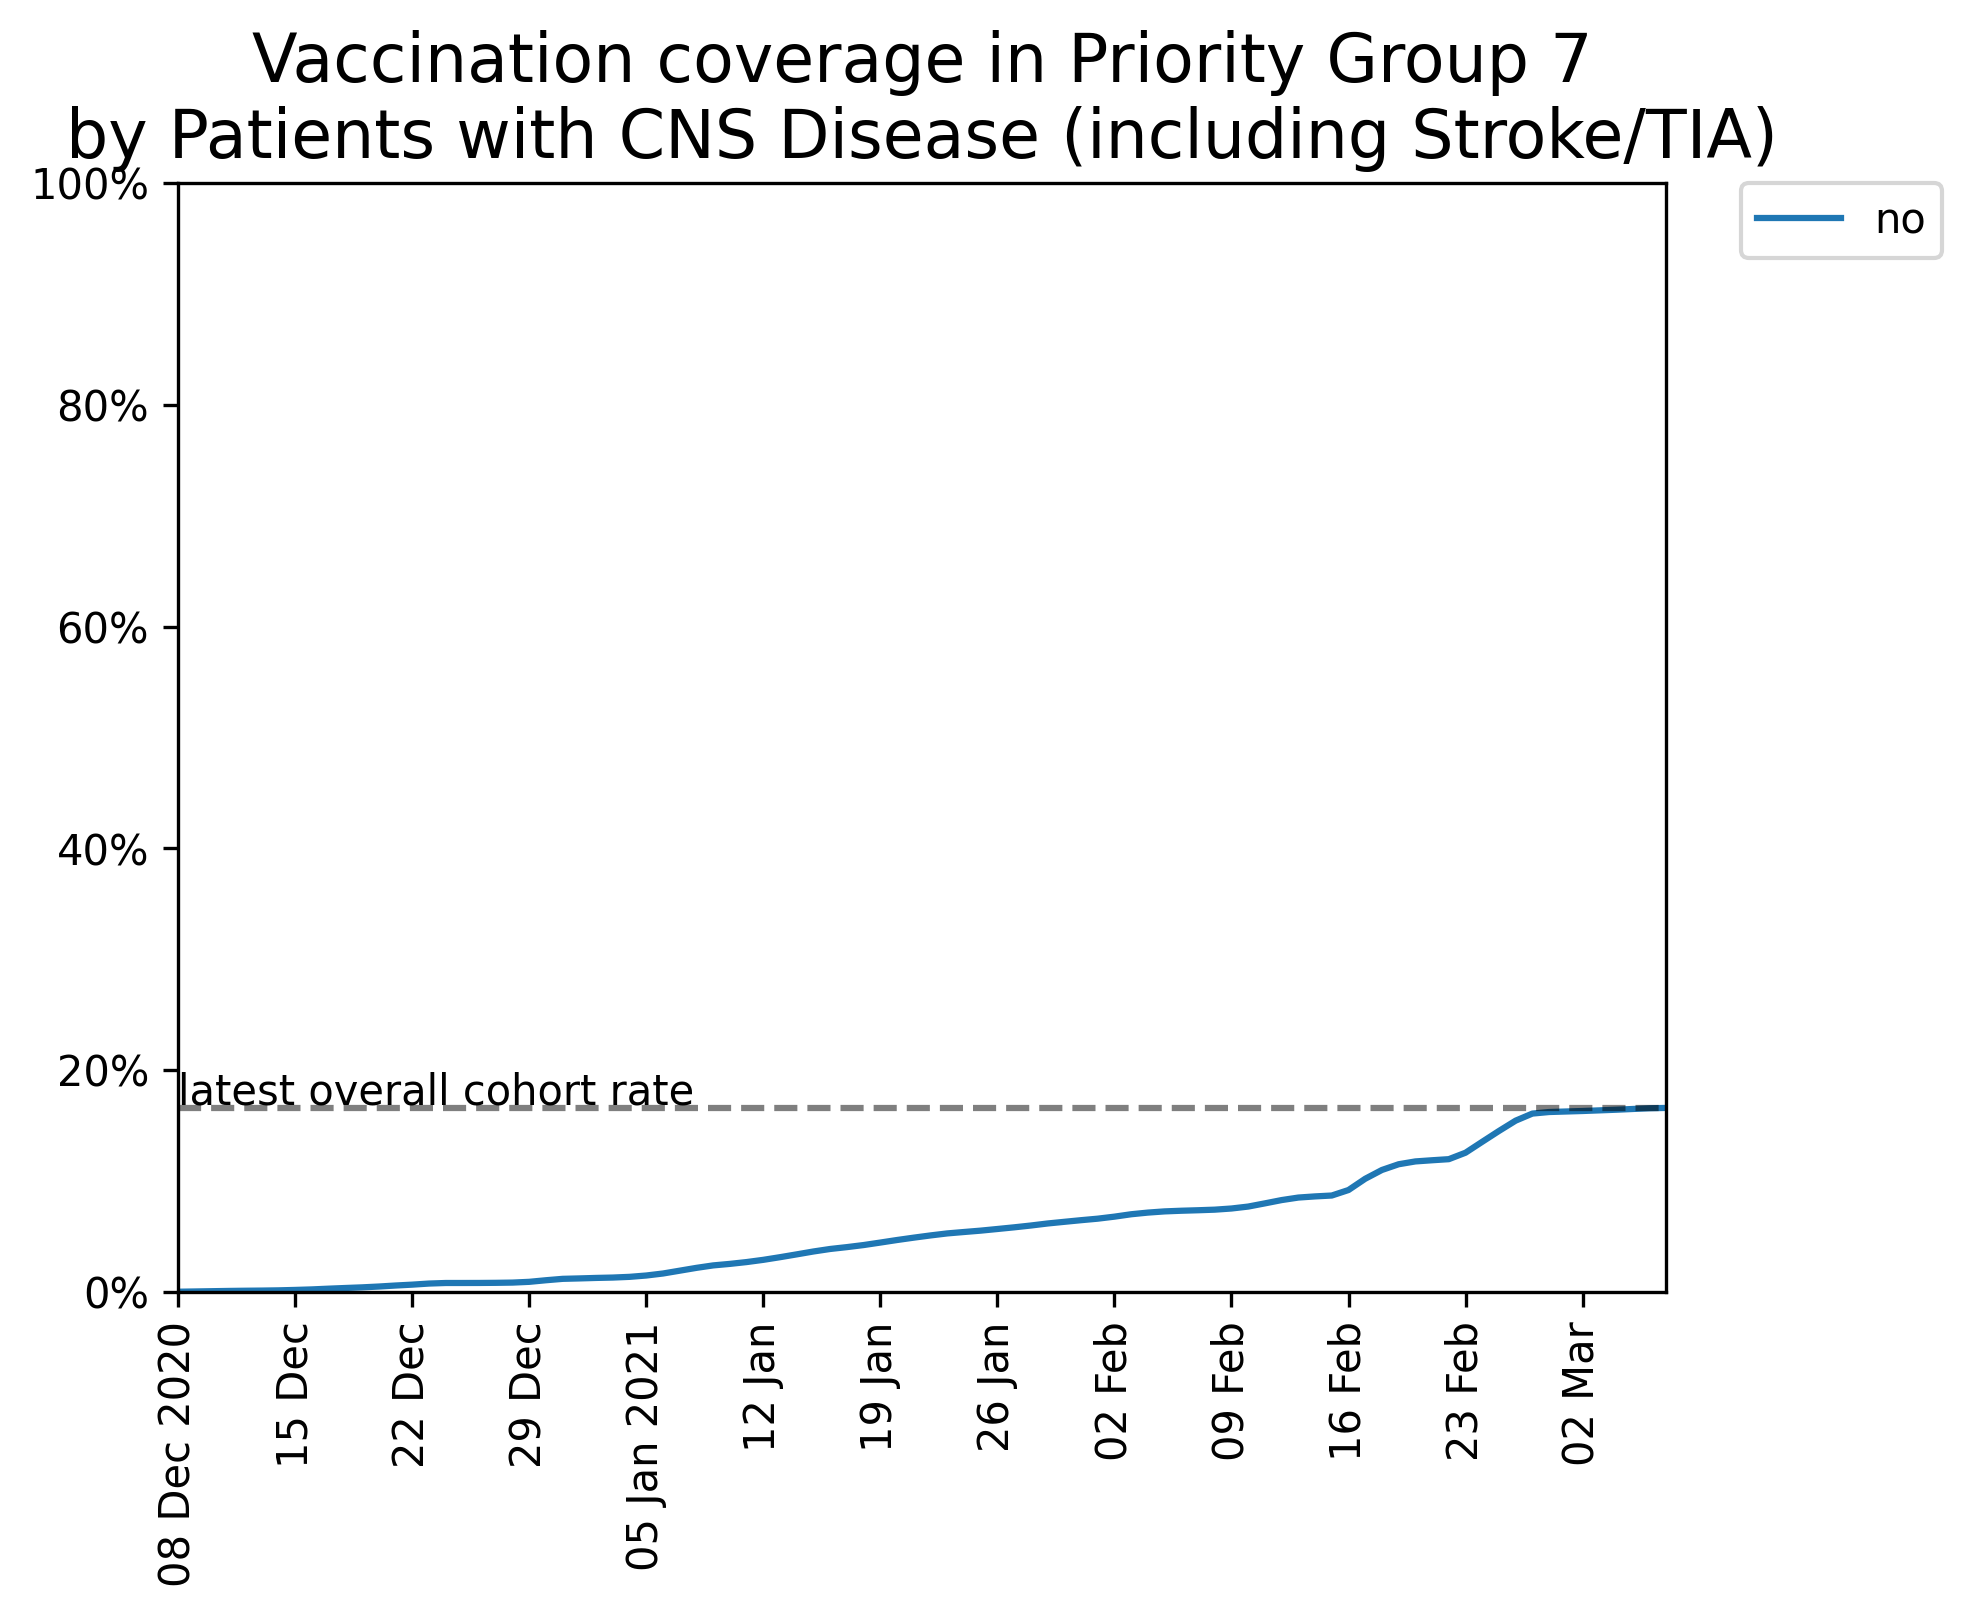 Vaccination coverage in Priority Group 7
by Patients with CNS Disease (including Stroke/TIA)
100%
80%
60%
40%
20%
0%
latest overall cohort rate
no
08 Dec 2020
15 Dec
22 Dec
29 Dec
05 Jan 2021
12 Jan
19 Jan
26 Jan
02 Feb
09 Feb
16 Feb
23 Feb
02 Mar